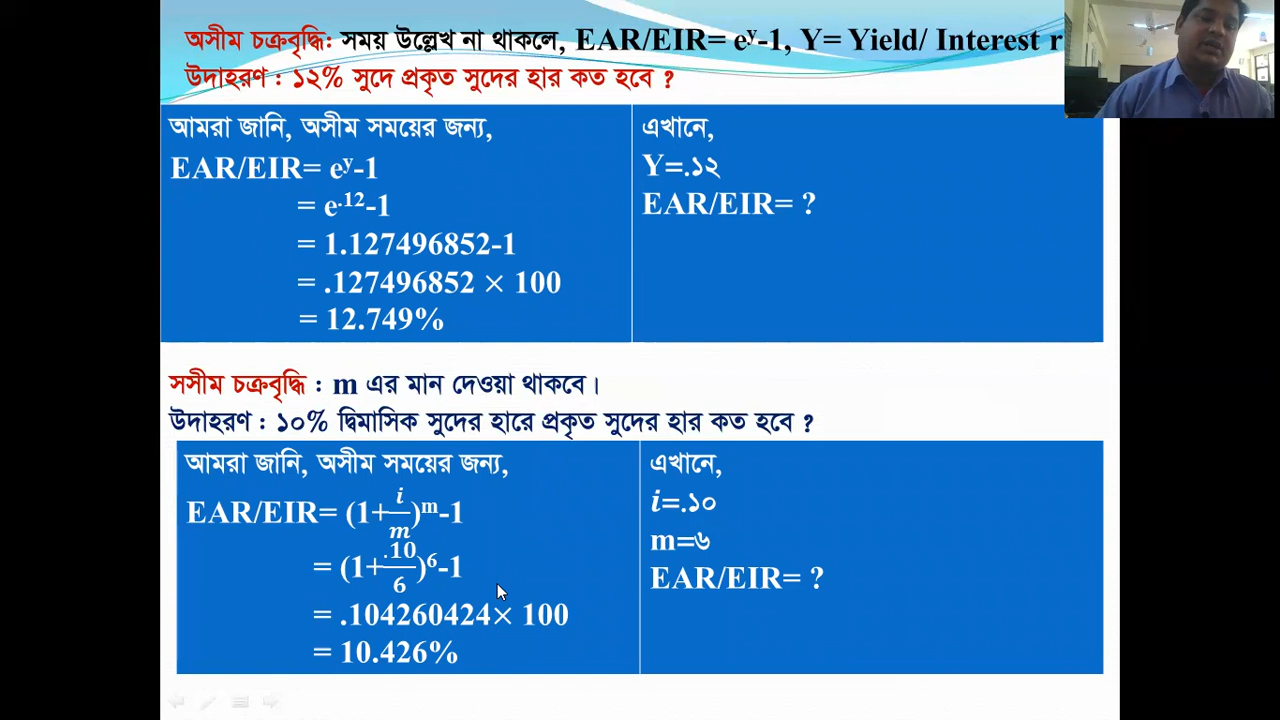 অসীম চক্রবৃদ্ধি: সময় উল্লেখ না থাকলে, EAR/EIR= eʸ-1, Y= Yield/ Interest r
উদাহরণ : ১২% সুদে প্রকৃত সুদের হার কত হবে ?
আমরা জানি, অসীম সময়ের জন্য,
EAR/EIR= eʸ-1
= e^.12-1
= 1.127496852-1
= .127496852 × 100
= 12.749%
এখানে,
Y=.১২
EAR/EIR= ?
সসীম চক্রবৃদ্ধি : m এর মান দেওয়া থাকবে।
উদাহরণ : ১০% দ্বিমাসিক সুদের হারে প্রকৃত সুদের হার কত হবে ?
আমরা জানি, অসীম সময়ের জন্য,
EAR/EIR= (1+i/m)ᵐ-1
= (1+.10/6)⁶-1
= .104260424× 100
= 10.426%
এখানে,
i=.১০
m=৬
EAR/EIR= ?